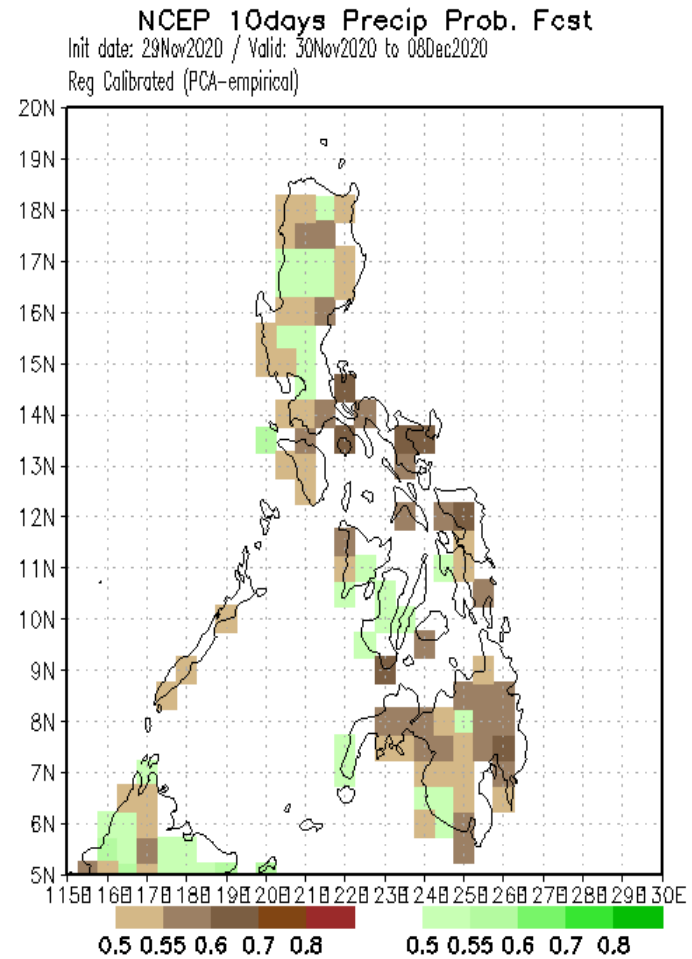 NCEP 10days Precip Prob. Fcst
Init date: 29Nov2020 / Valid: 30Nov2020 to 08Dec2020
Reg Calibrated (PCA-empirical)
20N
19N
18N
17N
16N
15N
14N
13N
12N
11N
10N
9N
8N
7N
6N
5N
115E 116E 117E 118E 119E 120E 121E 122E 123E 124E 125E 126E 127E 128E 129E 130E
0.5 0.55 0.6 0.7 0.8 0.5 0.55 0.6 0.7 0.8